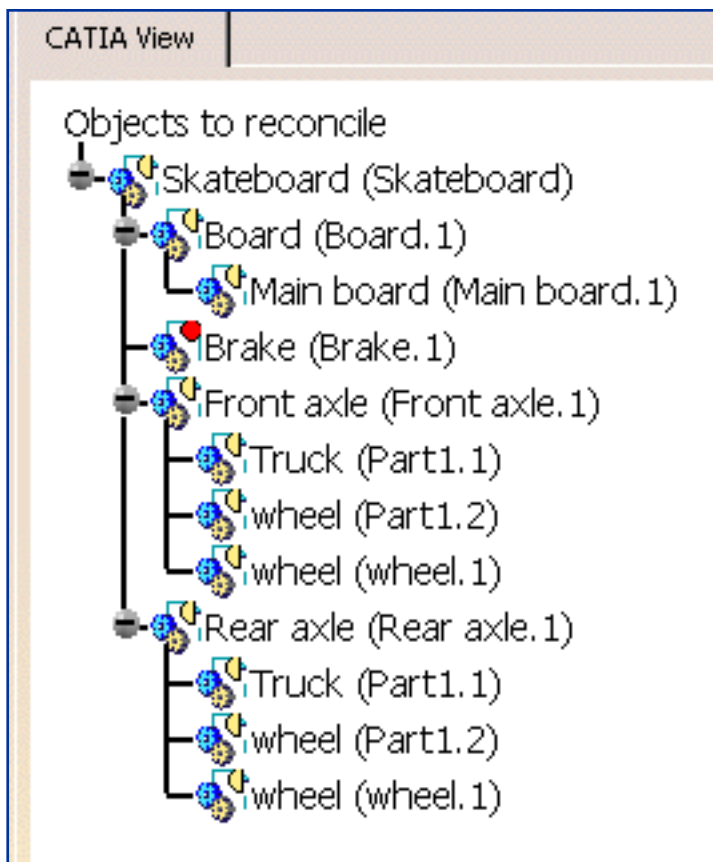 CATIA View
Objects to reconcile
Skateboard (Skateboard)
Board (Board.1)
Main board (Main board.1)
Brake (Brake.1)
Front axle (Front axle.1)
Truck (Part1.1)
wheel (Part1.2)
wheel (wheel.1)
Rear axle (Rear axle.1)
Truck (Part1.1)
wheel (Part1.2)
wheel (wheel.1)